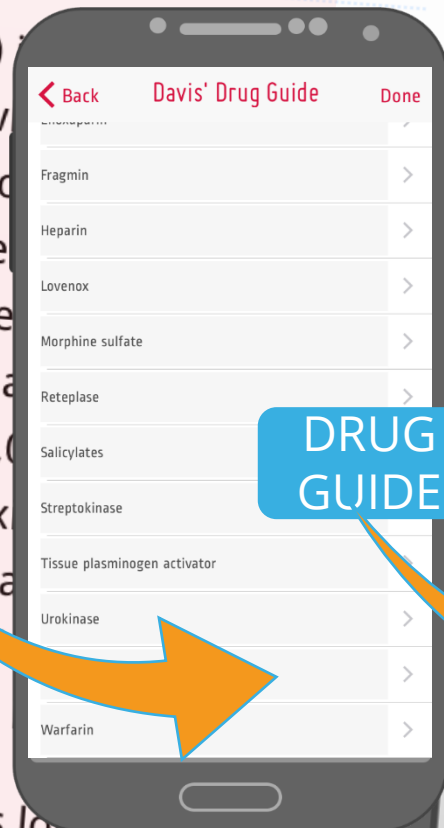 Back Davis' Drug Guide Done
Fragmin
Heparin
Lovenox
Morphine sulfate
Reteplase
Salicylates
DRUG
GUIDE
Streptokinase
Tissue plasminogen activator
Urokinase
Warfarin